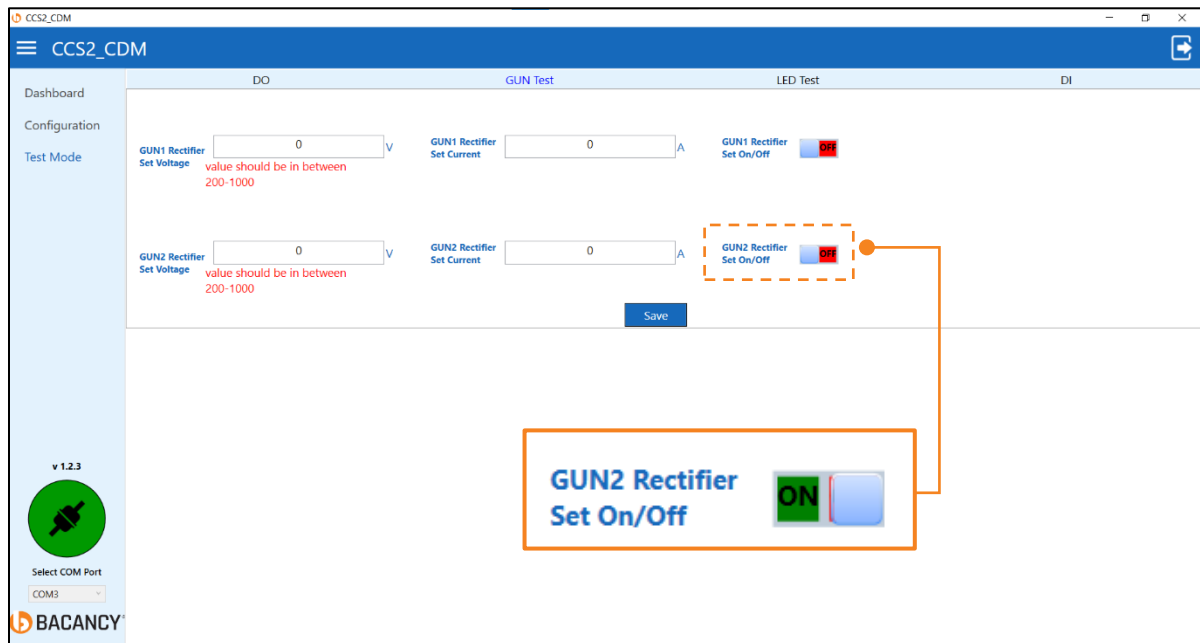 CCS2_CDM
CCS2_CDM
DO GUN Test LED Test DI
Dashboard
Configuration
Test Mode
GUN1 Rectifier
Set Voltage
0
V
value should be in between
200-1000
GUN1 Rectifier
Set Current
0
A
GUN1 Rectifier
Set On/Off
OFF
GUN2 Rectifier
Set Voltage
0
V
value should be in between
200-1000
GUN2 Rectifier
Set Current
0
A
GUN2 Rectifier
Set On/Off
OFF
Save
GUN2 Rectifier
Set On/Off
ON
v 1.2.3
Select COM Port
COM3
BACANCY